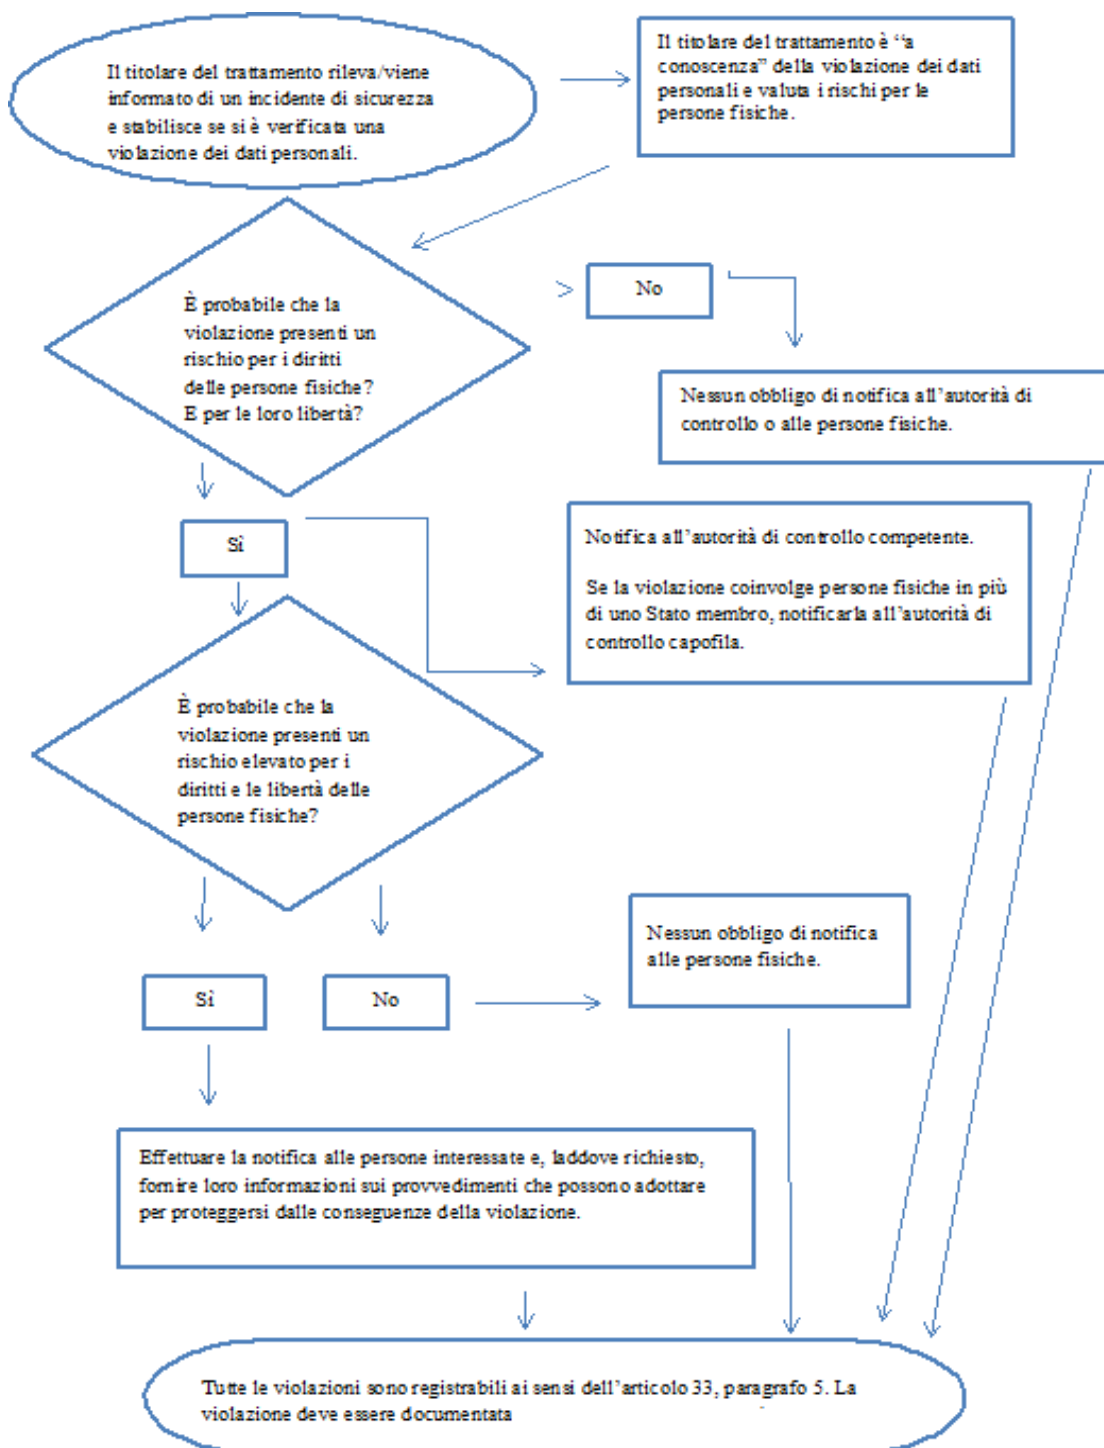 Il titolare del trattamento rileva/viene
informato di un incidente di sicurezza
e stabilisce se si è verificata una
violazione dei dati personali.
Il titolare del trattamento è “a
conoscenza” della violazione dei dati
personali e valuta i rischi per le
persone fisiche.
È probabile che la
violazione presenti un
rischio per i diritti
delle persone fisiche?
E per le loro libertà?
No
Nessun obbligo di notifica all’autorità di
controllo o alle persone fisiche.
Sì
Notifica all’autorità di controllo competente.
Se la violazione coinvolge persone fisiche in più
di uno Stato membro, notificarla all’autorità di
controllo capofila.
È probabile che la
violazione presenti un
rischio elevato per i
diritti e le libertà delle
persone fisiche?
Sì
No
Nessun obbligo di notifica
alle persone fisiche.
Effettuare la notifica alle persone interessate e, laddove richiesto,
fornire loro informazioni sui provvedimenti che possono adottare
per proteggersi dalle conseguenze della violazione.
Tutte le violazioni sono registrabili ai sensi dell’articolo 33, paragrafo 5. La
violazione deve essere documentata